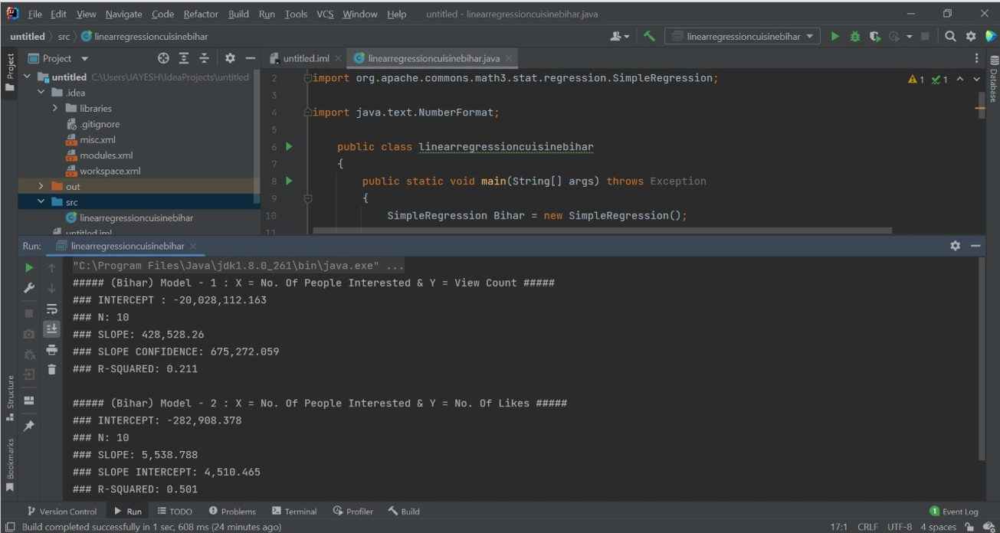 File Edit View Navigate Code Refactor Build Run Tools VCS Window Help untitled - linearregressioncuisinebihar.java
untitled src linearregressioncuisinebihar linearregressioncuisinebihar
Project untitled.iml linearregressioncuisinebihar.java
Project
untitled C:\Users\JAYESH\IdeaProjects\untitled
.idea
libraries
.gitignore
misc.xml
modules.xml
workspace.xml
out
src
linearregressioncuisinebihar
untitled.iml
2 import org.apache.commons.math3.stat.regression.SimpleRegression;
3
4 import java.text.NumberFormat;
5
6 public class linearregressioncuisinebihar
7 {
8 public static void main(String[] args) throws Exception
9 {
10 SimpleRegression Bihar = new SimpleRegression();
11
1 1
Database
Run: linearregressioncuisinebihar
"C:\Program Files\Java\jdk1.8.0_261\bin\java.exe" ...
##### (Bihar) Model - 1 : X = No. Of People Interested & Y = View Count #####
### INTERCEPT : -20,028,112.163
### N: 10
### SLOPE: 428,528.26
### SLOPE CONFIDENCE: 675,272.059
### R-SQUARED: 0.211
##### (Bihar) Model - 2 : X = No. Of People Interested & Y = No. Of Likes #####
### INTERCEPT: -282,908.378
### N: 10
### SLOPE: 5,538.788
### SLOPE INTERCEPT: 4,510.465
### R-SQUARED: 0.501
Structure
Bookmarks
Version Control Run TODO Problems Terminal Profiler Build 1 Event Log
Build completed successfully in 1 sec, 608 ms (24 minutes ago) 17:1 CRLF UTF-8 4 spaces